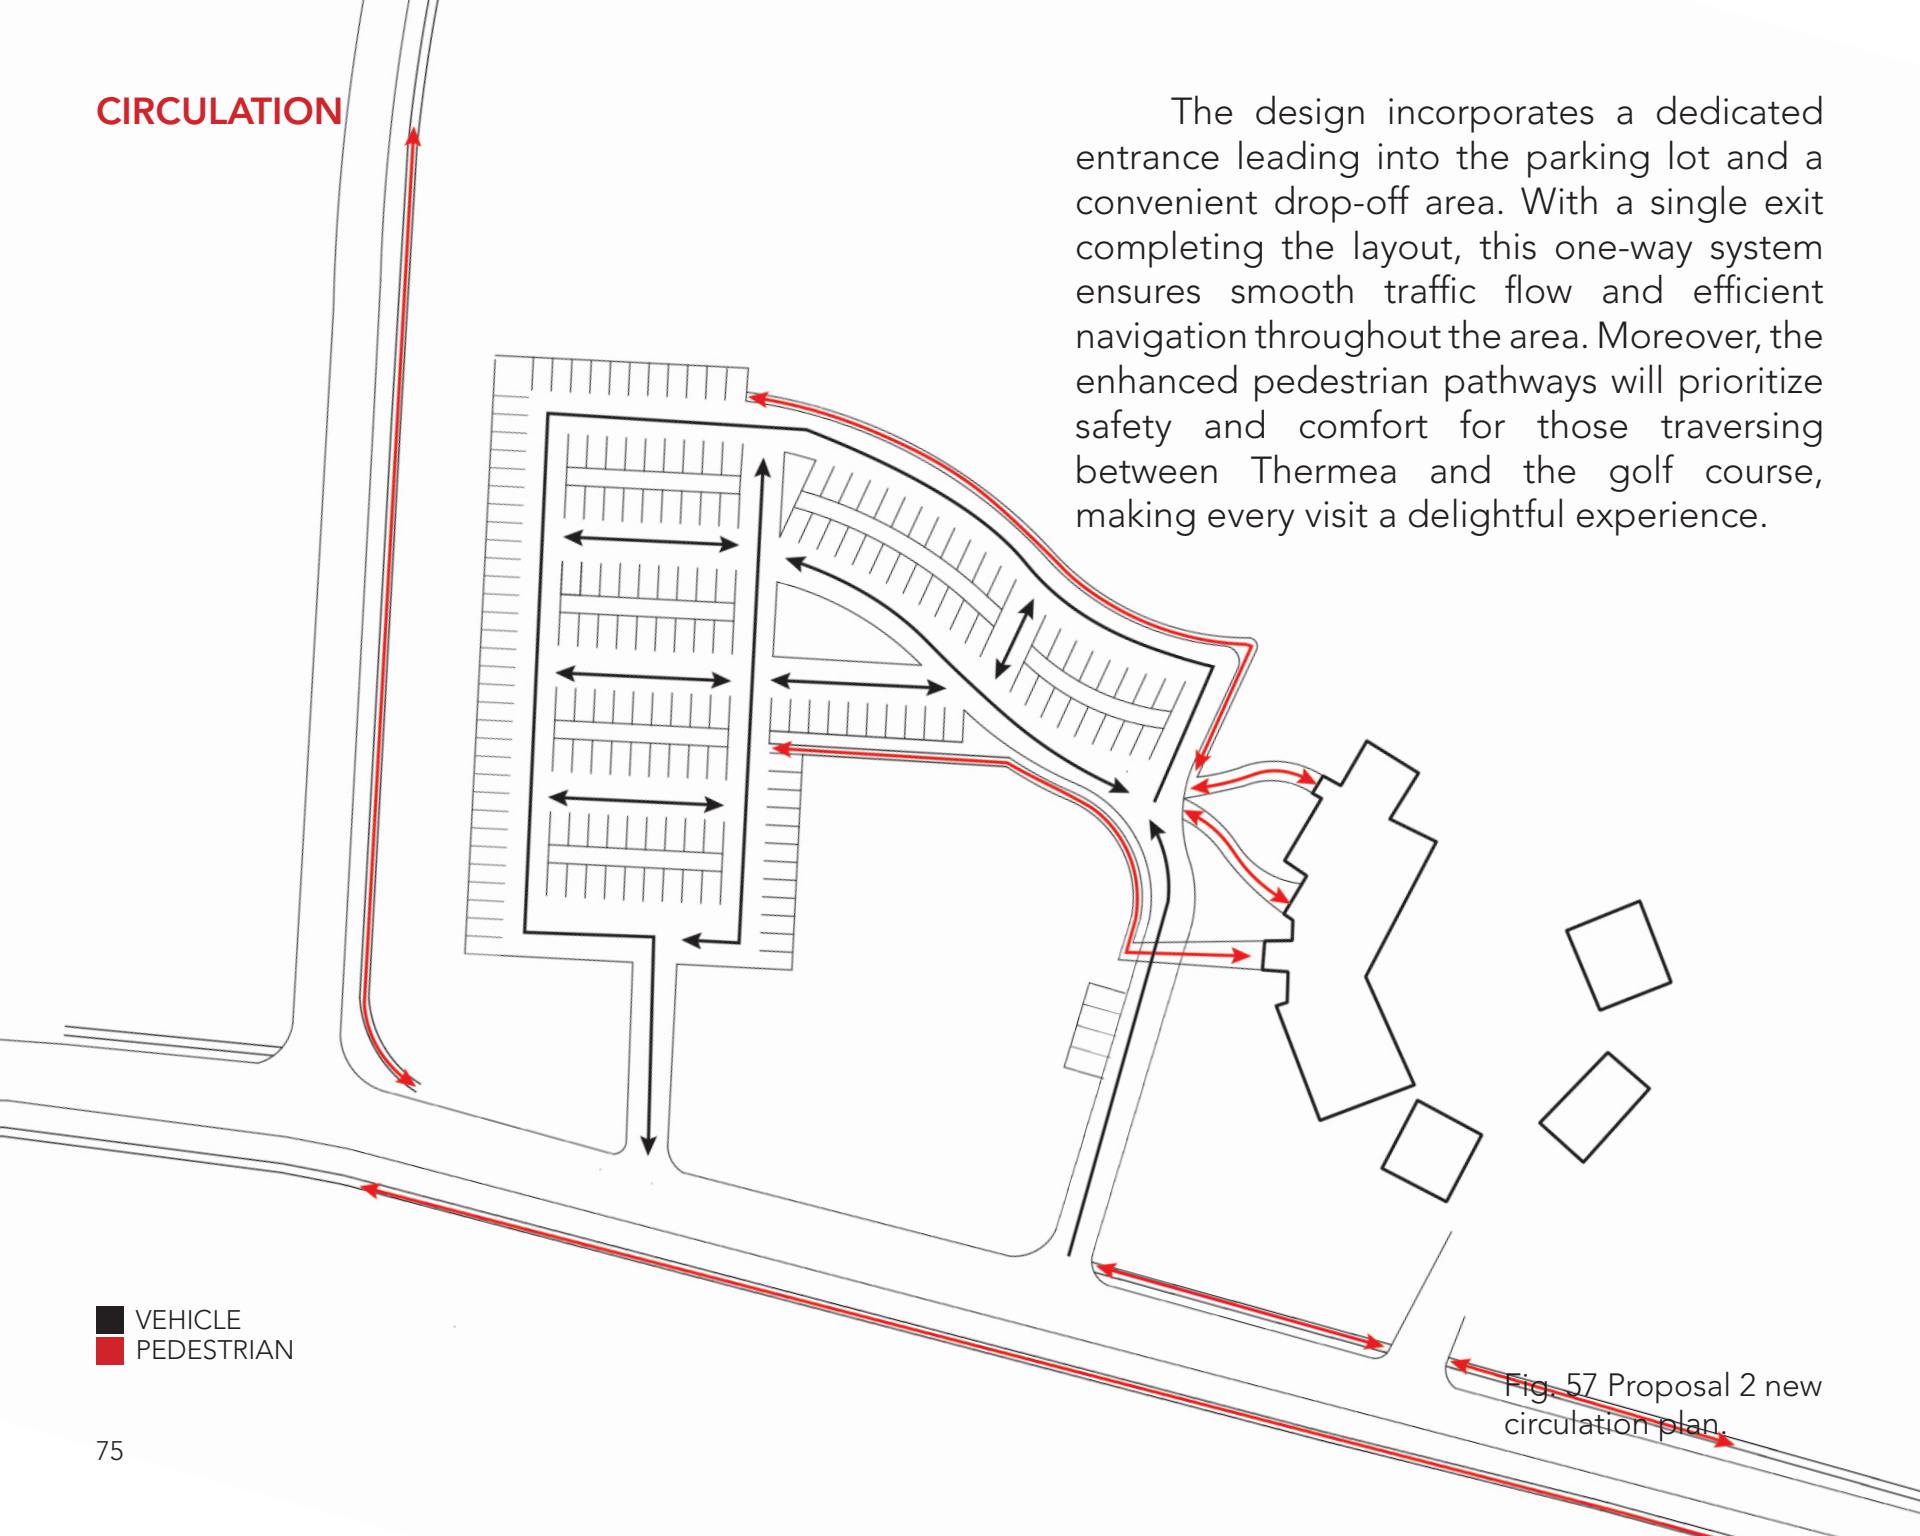 CIRCULATION
The design incorporates a dedicated
entrance leading into the parking lot and a
convenient drop-off area. With a single exit
completing the layout, this one-way system
ensures smooth traffic flow and efficient
navigation throughout the area. Moreover, the
enhanced pedestrian pathways will prioritize
safety and comfort for those traversing
between Thermea and the golf course,
making every visit a delightful experience.
VEHICLE
PEDESTRIAN
Fig. 57 Proposal 2 new
circulation plan.
75